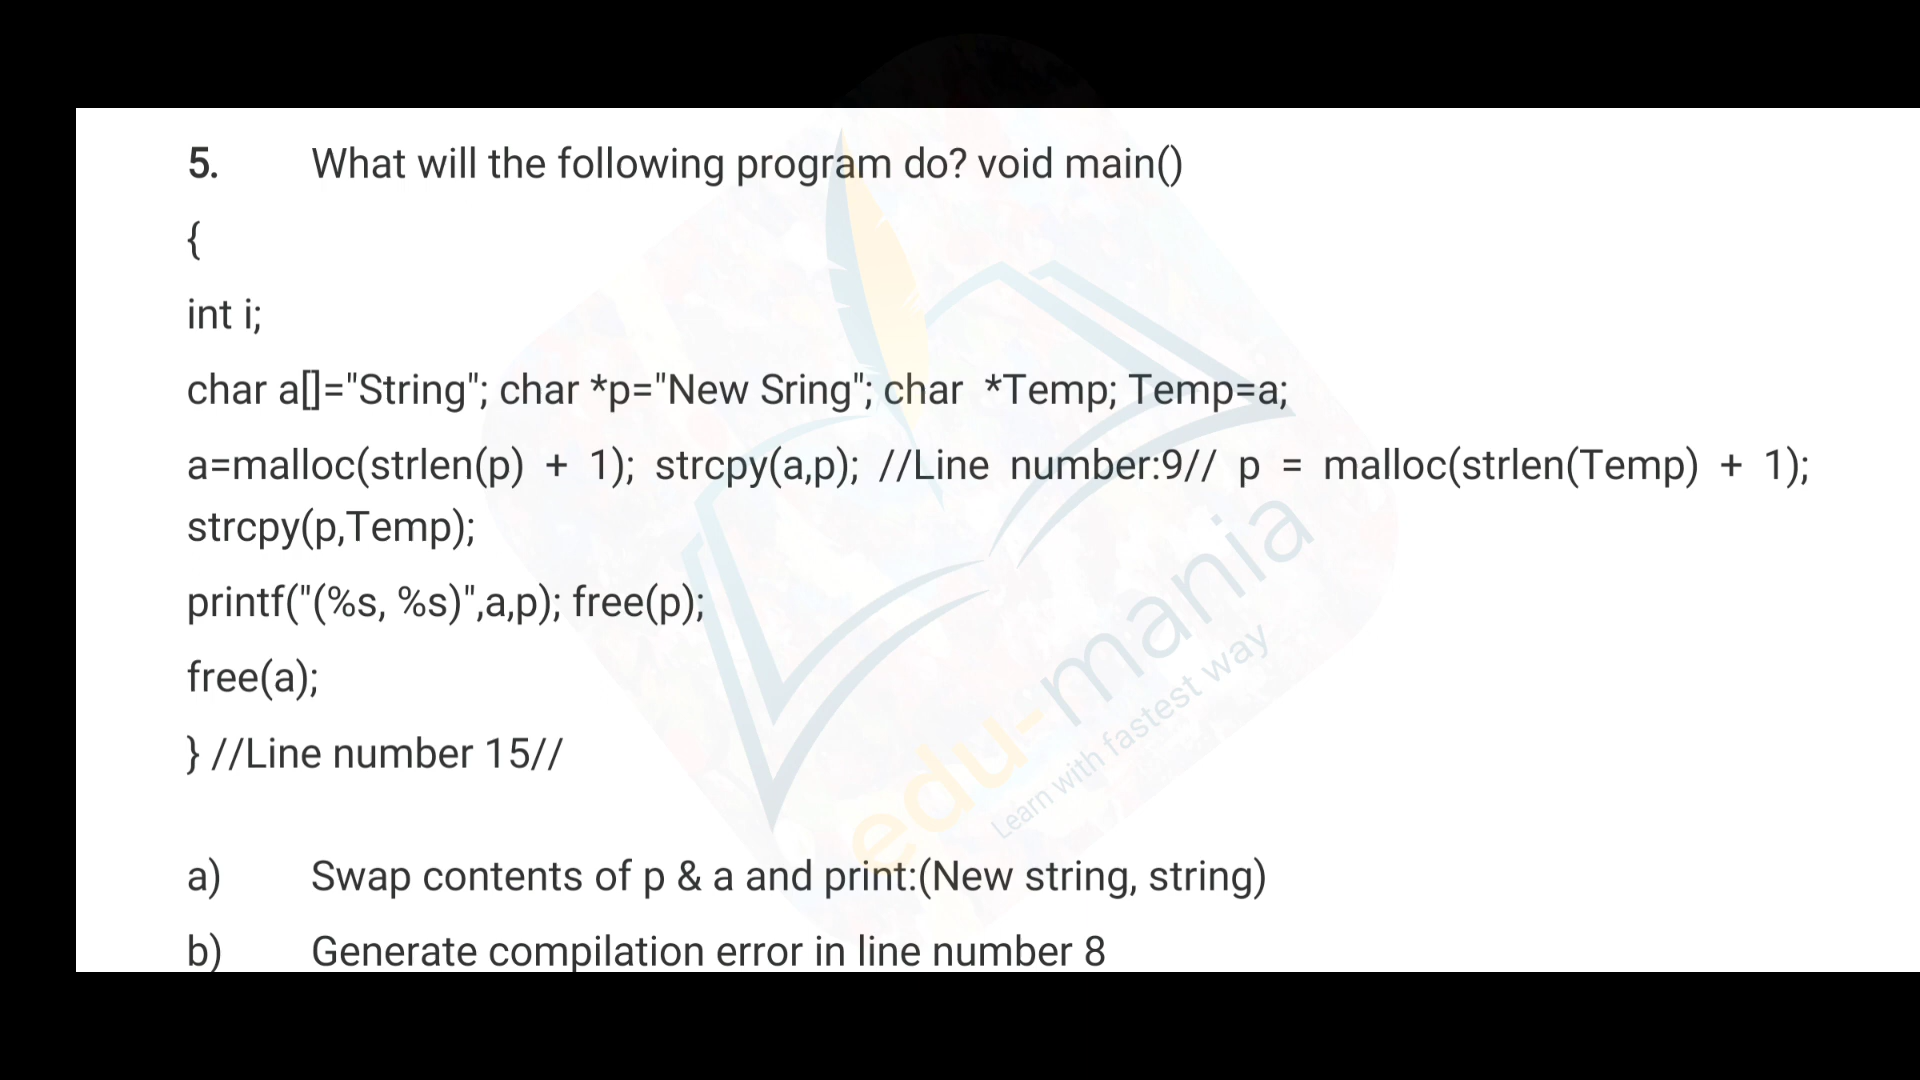 5. What will the following program do? void main()
{
int i;
char a[]="String"; char *p="New Sring"; char *Temp; Temp=a;
a=malloc(strlen(p) + 1); strcpy(a,p); //Line number:9// p = malloc(strlen(Temp) + 1);
strcpy(p,Temp);
printf("(%s, %s)",a,p); free(p);
free(a);
} //Line number 15//
a) Swap contents of p & a and print:(New string, string)
b) Generate compilation error in line number 8
edu-mania
Learn with fastest way